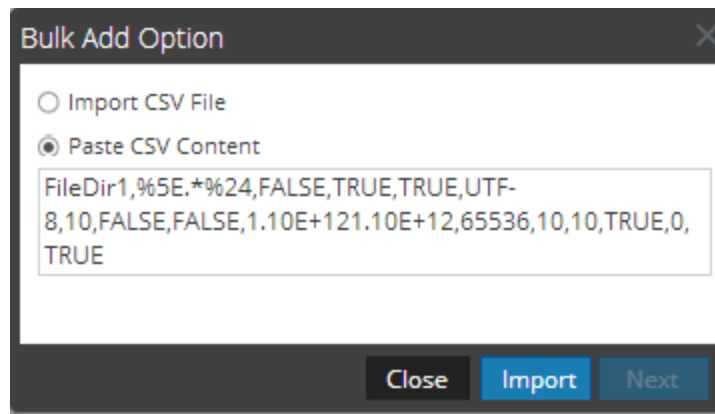 Bulk Add Option
Import CSV File
Paste CSV Content
FileDir1,%5E.*%24,FALSE,TRUE,TRUE,UTF-
8,10,FALSE,FALSE,1.10E+121.10E+12,65536,10,10,TRUE,0,
TRUE
Close Import Next